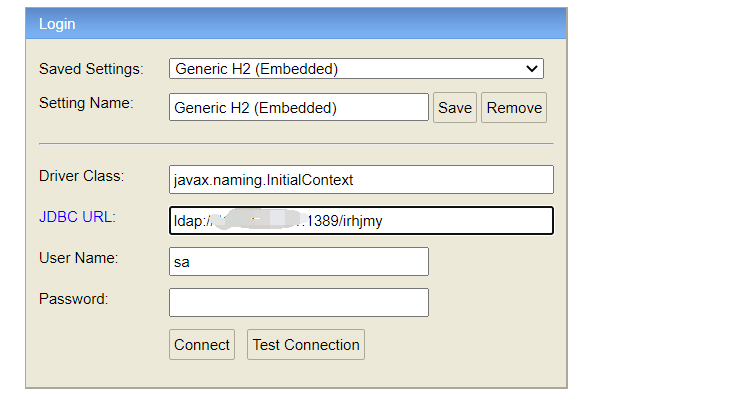 Login
Saved Settings: Generic H2 (Embedded)
Setting Name: Generic H2 (Embedded) Save Remove
Driver Class: javax.naming.InitialContext
JDBC URL: ldap:/ :1389/irhjmy
User Name: sa
Password:
Connect Test Connection